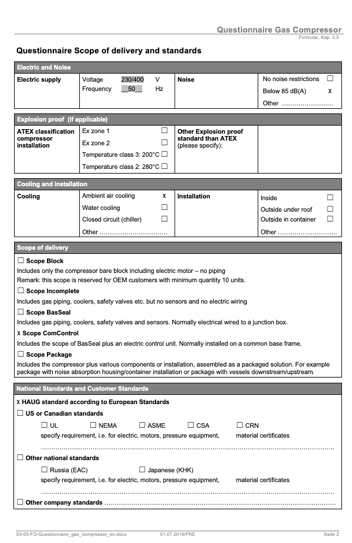 Questionnaire Gas Compressor
Formular, Kap. 3.0
Questionnaire Scope of delivery and standards
Electric and Noise
Electric supply Voltage 230/400 V Noise No noise restrictions ☐
Frequency 50 Hz Below 85 dB(A) x
Other ..........................
Explosion proof (if applicable)
ATEX classification compressor installation
Ex zone 1 ☐
Ex zone 2 ☐
Temperature class 3: 200°C ☐
Temperature class 2: 280°C ☐
Other Explosion proof
standard than ATEX
(please specify):
Cooling and installation
Cooling Ambient air cooling x Installation Inside ☐
Water cooling ☐ Outside under roof ☐
Closed circuit (chiller) ☐ Outside in container ☐
Other .................................. Other ..........................
Scope of delivery
☐ Scope Block
Includes only the compressor bare block including electric motor – no piping
Remark: this scope is reserved for OEM customers with minimum quantity 10 units.
☐ Scope Incomplete
Includes gas piping, coolers, safety valves etc. but no sensors and no electric wiring
☐ Scope BasSeal
Includes gas piping, coolers, safety valves and sensors. Normally electrical wired to a junction box.
x Scope ComControl
Includes the scope of BasSeal plus an electric control unit. Normally installed on a common base frame.
☐ Scope Package
Includes the compressor plus various components or installation, assembled as a packaged solution. For example
package with noise absorption housing/container installation or package with vessels downstream/upstream.
National Standards and Customer Standards
x HAUG standard according to European Standards
☐ US or Canadian standards
☐ UL ☐ NEMA ☐ ASME ☐ CSA ☐ CRN
specify requirement, i.e. for electric, motors, pressure equipment, material certificates
....................................................................................................
☐ Other national standards
☐ Russia (EAC) ☐ Japanese (KHK)
specify requirement, i.e. for electric, motors, pressure equipment, material certificates
....................................................................................................
☐ Other company standards ....................................................................................
03-03-FO-Questionnaire_gas_compressor_en.docx 01.07.2019/FRE Seite 2